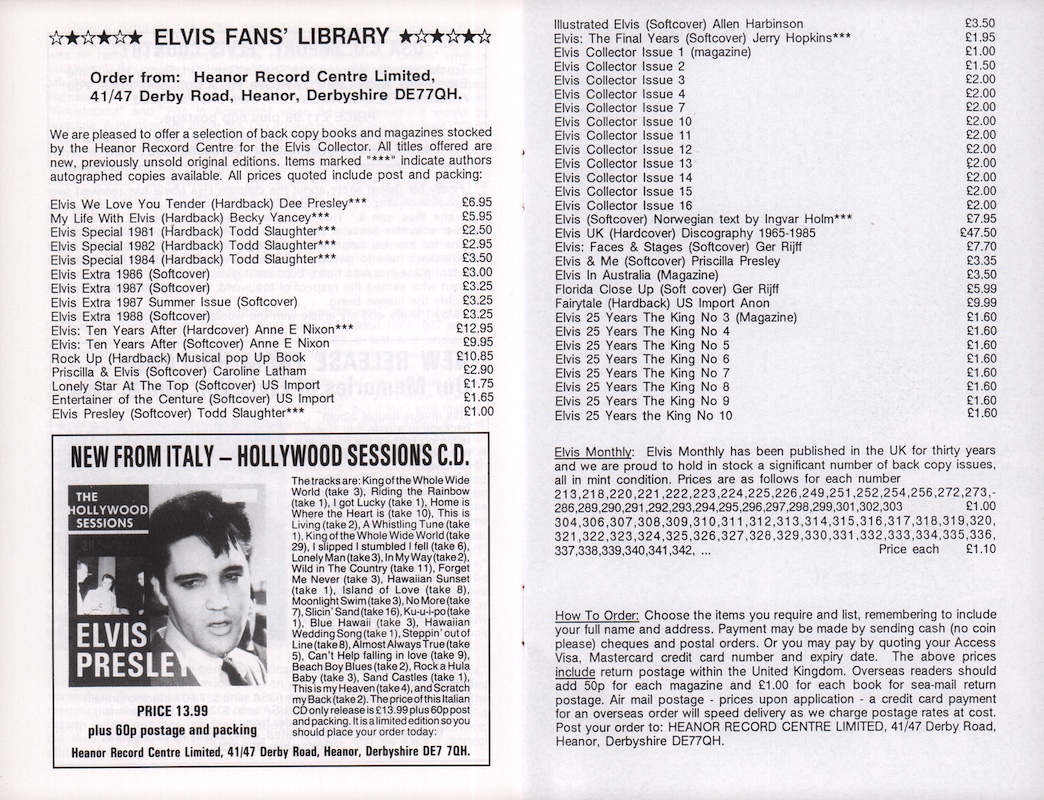 ☆★☆★☆★ ELVIS FANS' LIBRARY ★☆★☆★☆
Order from: Heanor Record Centre Limited,
41/47 Derby Road, Heanor, Derbyshire DE77QH.
We are pleased to offer a selection of back copy books and magazines stocked
by the Heanor Recxord Centre for the Elvis Collector. All titles offered are
new, previously unsold original editions. Items marked "***" indicate authors
autographed copies available. All prices quoted include post and packing:
Elvis We Love You Tender (Hardback) Dee Presley*** £6.95
My Life With Elvis (Hardback) Becky Yancey*** £5.95
Elvis Special 1981 (Hardback) Todd Slaughter*** £2.50
Elvis Special 1982 (Hardback) Todd Slaughter*** £2.95
Elvis Special 1984 (Hardback) Todd Slaughter*** £3.50
Elvis Extra 1986 (Softcover) £3.00
Elvis Extra 1987 (Softcover) £3.25
Elvis Extra 1987 Summer Issue (Softcover) £3.25
Elvis Extra 1988 (Softcover) £3.25
Elvis: Ten Years After (Hardcover) Anne E Nixon*** £12.95
Elvis: Ten Years After (Softcover) Anne E Nixon £9.95
Rock Up (Hardback) Musical pop Up Book £10.85
Priscilla & Elvis (Softcover) Caroline Latham £2.90
Lonely Star At The Top (Softcover) US Import £1.75
Entertainer of the Centure (Softcover) US Import £1.65
Elvis Presley (Softcover) Todd Slaughter*** £1.00
NEW FROM ITALY – HOLLYWOOD SESSIONS C.D.
THE
HOLLYWOOD
SESSIONS
ELVIS
PRESLEY
PRICE 13.99
plus 60p postage and packing
The tracks are: King of the Whole Wide
World (take 3), Riding the Rainbow
(take 1), I got Lucky (take 1), Home is
Where the Heart is (take 10), This is
Living (take 2), A Whistling Tune (take
1), King of the Whole Wide World (take
29), I slipped I stumbled I fell (take 6),
Lonely Man (take 3), In My Way (take 2),
Wild in The Country (take 11), Forget
Me Never (take 3), Hawaiian Sunset
(take 1), Island of Love (take 8),
Moonlight Swim (take 3), No More (take
7), Slicin' Sand (take 16), Ku-u-i-po (take
1), Blue Hawaii (take 3), Hawaiian
Wedding Song (take 1), Steppin' out of
Line (take 8), Almost Always True (take
5), Can't Help falling in love (take 9),
Beach Boy Blues (take 2), Rock a Hula
Baby (take 3), Sand Castles (take 1),
This is my Heaven (take 4), and Scratch
my Back (take 2). The price of this Italian
CD only release is £13.99 plus 60p post
and packing. It is a limited edition so you
should place your order today:
Heanor Record Centre Limited, 41/47 Derby Road, Heanor, Derbyshire DE7 7QH.
Illustrated Elvis (Softcover) Allen Harbinson £3.50
Elvis: The Final Years (Softcover) Jerry Hopkins*** £1.95
Elvis Collector Issue 1 (magazine) £1.00
Elvis Collector Issue 2 £1.50
Elvis Collector Issue 3 £2.00
Elvis Collector Issue 4 £2.00
Elvis Collector Issue 7 £2.00
Elvis Collector Issue 10 £2.00
Elvis Collector Issue 11 £2.00
Elvis Collector Issue 12 £2.00
Elvis Collector Issue 13 £2.00
Elvis Collector Issue 14 £2.00
Elvis Collector Issue 15 £2.00
Elvis Collector Issue 16 £2.00
Elvis (Softcover) Norwegian text by Ingvar Holm*** £7.95
Elvis UK (Hardcover) Discography 1965-1985 £47.50
Elvis: Faces & Stages (Softcover) Ger Rijff £7.70
Elvis & Me (Softcover) Priscilla Presley £3.35
Elvis In Australia (Magazine) £3.50
Florida Close Up (Soft cover) Ger Rijff £5.99
Fairytale (Hardback) US Import Anon £9.99
Elvis 25 Years The King No 3 (Magazine) £1.60
Elvis 25 Years The King No 4 £1.60
Elvis 25 Years The King No 5 £1.60
Elvis 25 Years The King No 6 £1.60
Elvis 25 Years The King No 7 £1.60
Elvis 25 Years The King No 8 £1.60
Elvis 25 Years The King No 9 £1.60
Elvis 25 Years the King No 10 £1.60
Elvis Monthly: Elvis Monthly has been published in the UK for thirty years
and we are proud to hold in stock a significant number of back copy issues,
all in mint condition. Prices are as follows for each number
213,218,220,221,222,223,224,225,226,249,251,252,254,256,272,273,-
286,289,290,291,292,293,294,295,296,297,298,299,301,302,303 £1.00
304,306,307,308,309,310,311,312,313,314,315,316,317,318,319,320,
321,322,323,324,325,326,327,328,329,330,331,332,333,334,335,336,
337,338,339,340,341,342, ... Price each £1.10
How To Order: Choose the items you require and list, remembering to include
your full name and address. Payment may be made by sending cash (no coin
please) cheques and postal orders. Or you may pay by quoting your Access
Visa, Mastercard credit card number and expiry date. The above prices
include return postage within the United Kingdom. Overseas readers should
add 50p for each magazine and £1.00 for each book for sea-mail return
postage. Air mail postage - prices upon application - a credit card payment
for an overseas order will speed delivery as we charge postage rates at cost.
Post your order to: HEANOR RECORD CENTRE LIMITED, 41/47 Derby Road,
Heanor, Derbyshire DE77QH.